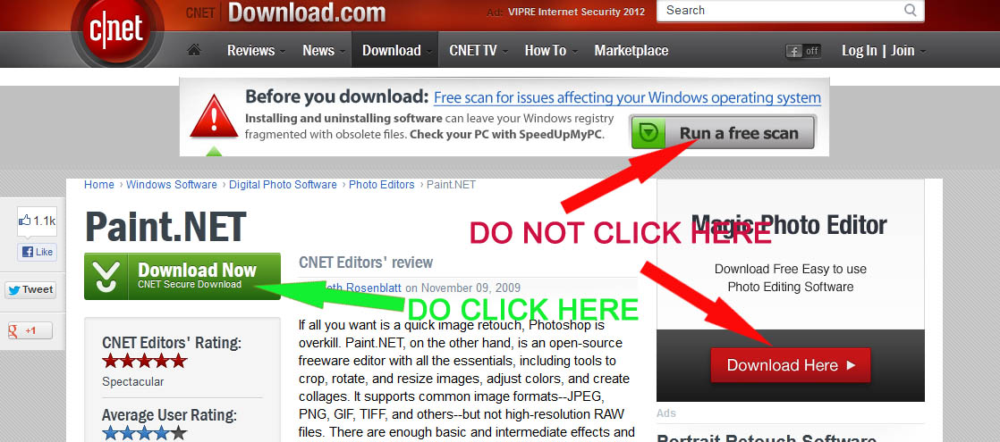 c|net
CNET Download.com
Ad: VIPRE Internet Security 2012
Search
Reviews
News
Download
CNET TV
How To
Marketplace
f off
Log In | Join
Before you download: Free scan for issues affecting your Windows operating system
Installing and uninstalling software can leave your Windows registry
fragmented with obsolete files. Check your PC with SpeedUpMyPC.
Run a free scan
Home › Windows Software › Digital Photo Software › Photo Editors › Paint.NET
1.1k
Like
Tweet
+1
Paint.NET
Download Now
CNET Secure Download
DO NOT CLICK HERE
DO CLICK HERE
CNET Editors' Rating:
Spectacular
Average User Rating:
CNET Editors' review
Rosenblatt on November 09, 2009
If all you want is a quick image retouch, Photoshop is
overkill. Paint.NET, on the other hand, is an open-source
freeware editor with all the essentials, including tools to
crop, rotate, and resize images, adjust colors, and create
collages. It supports common image formats--JPEG,
PNG, GIF, TIFF, and others--but not high-resolution RAW
files. There are enough basic and intermediate effects and
Magic Photo Editor
Download Free Easy to use
Photo Editing Software
Download Here
Ads
Portrait Retouch Software